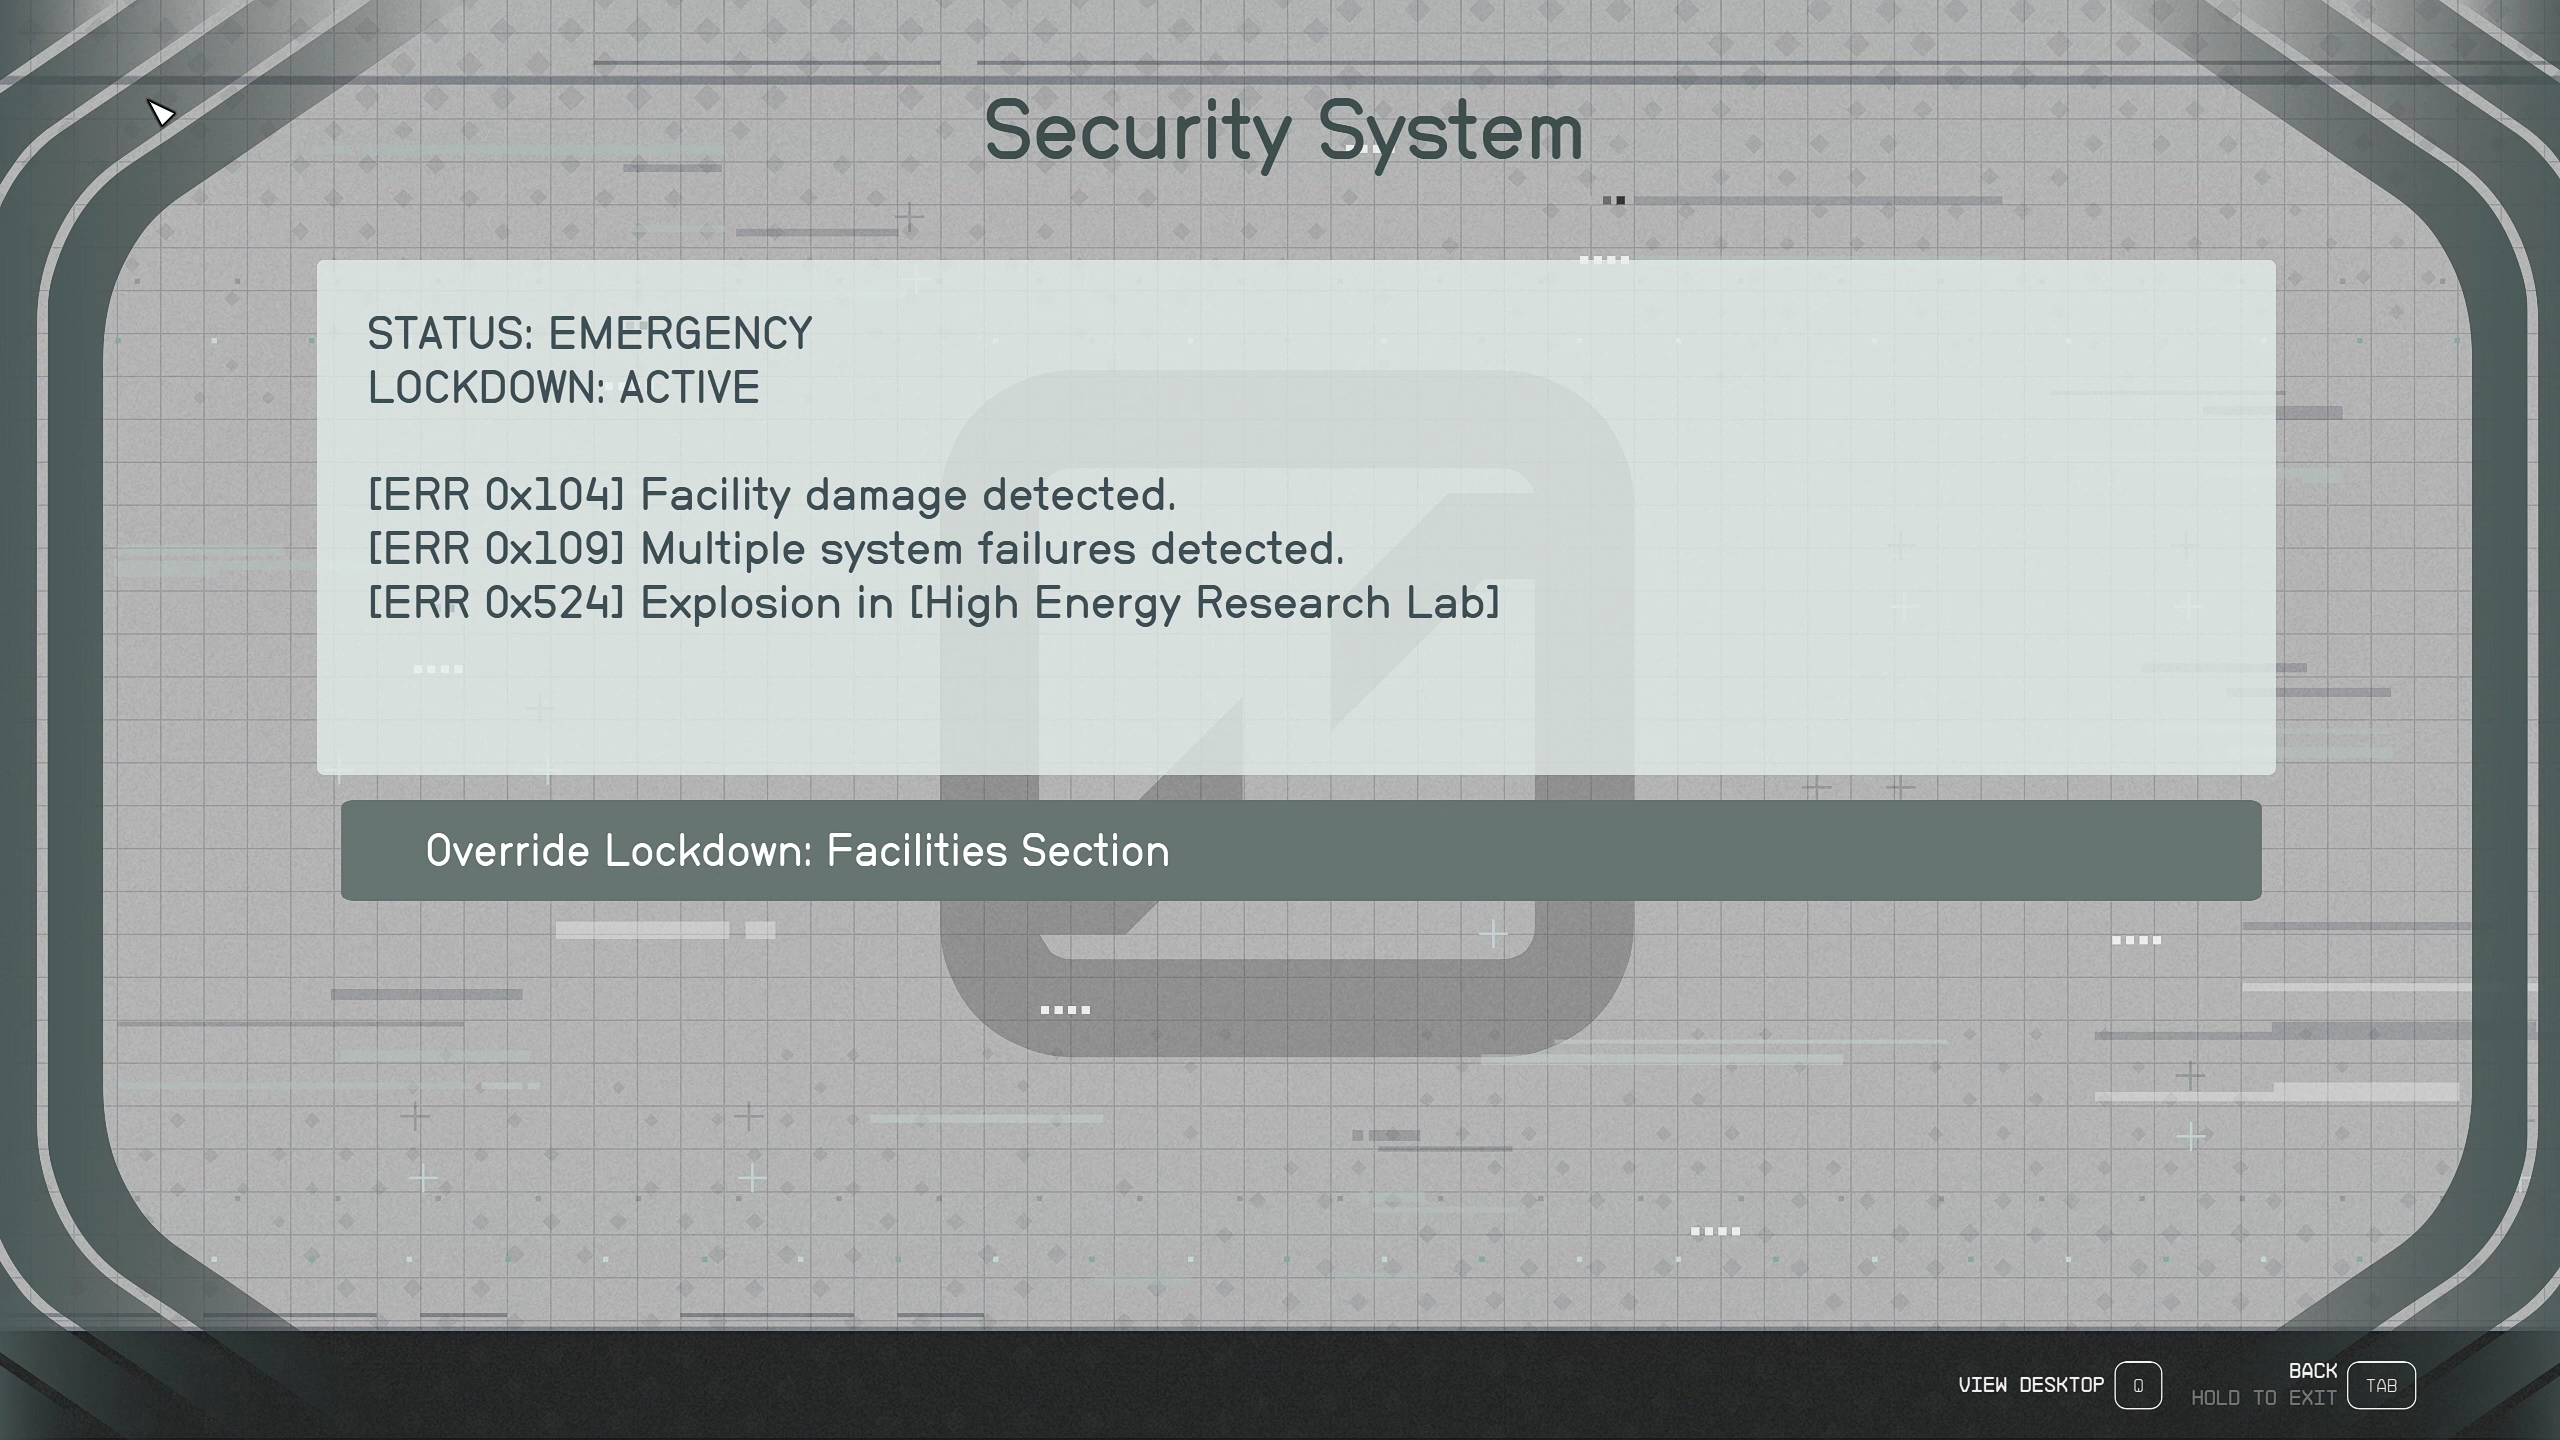 Security System
STATUS: EMERGENCY
LOCKDOWN: ACTIVE
[ERR 0x104] Facility damage detected.
[ERR 0x109] Multiple system failures detected.
[ERR 0x524] Explosion in [High Energy Research Lab]
Override Lockdown: Facilities Section
VIEW DESKTOP Q
BACK
HOLD TO EXIT TAB